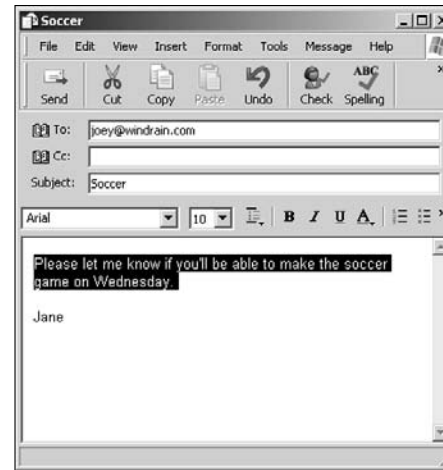 Soccer
File Edit View Insert Format Tools Message Help
ABC
Send Cut Copy Paste Undo Check Spelling
To: joey@windrain.com
Cc:
Subject: Soccer
Arial 10 B I U A
Please let me know if you'll be able to make the soccer
game on Wednesday.
Jane